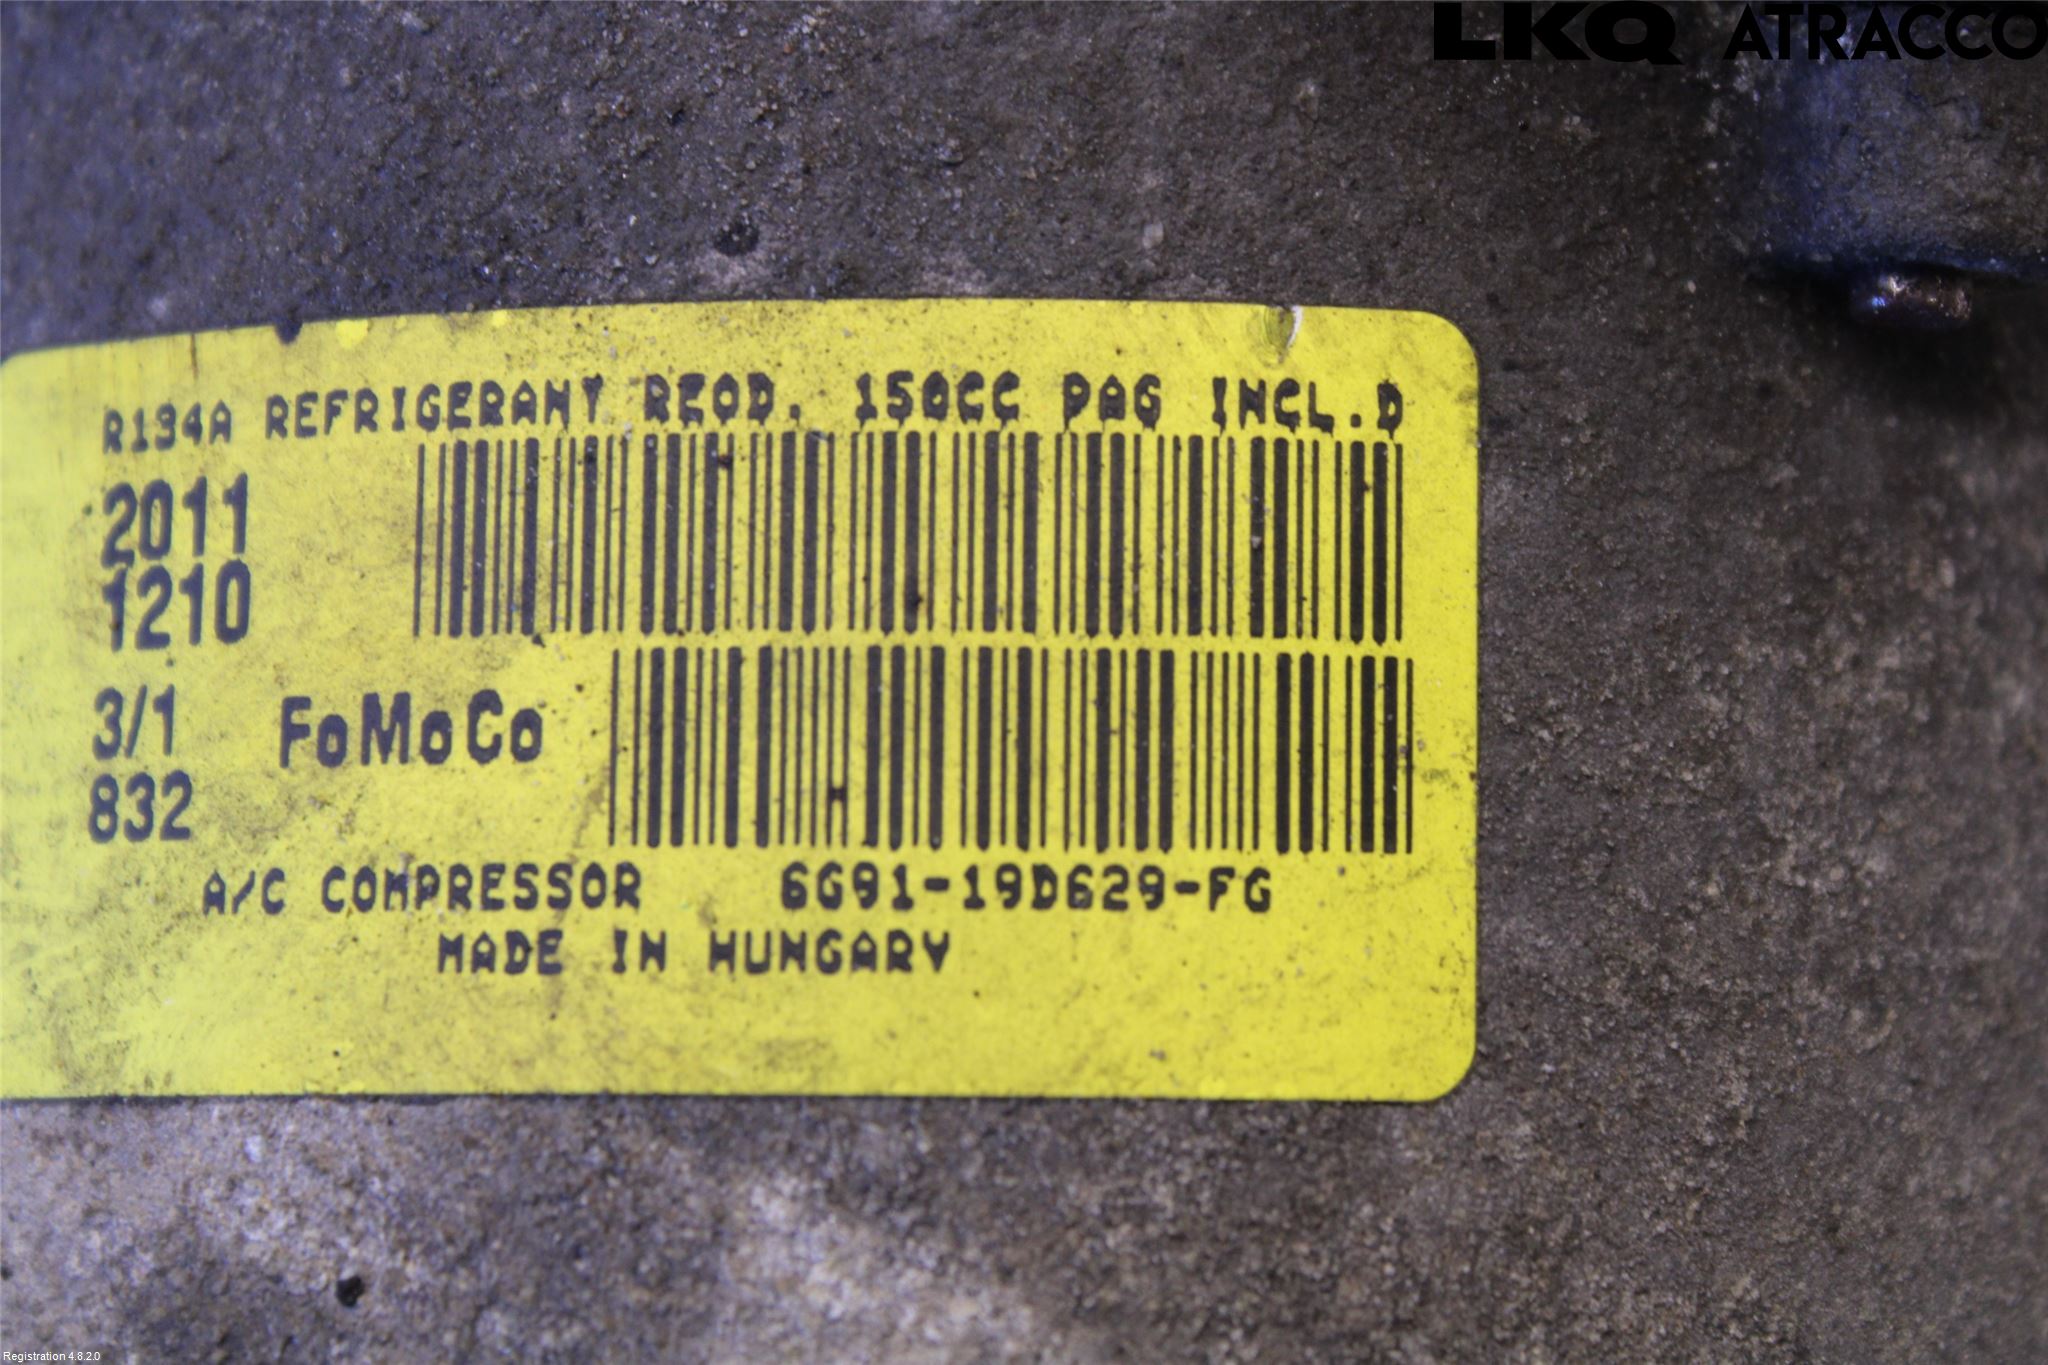 LKQ ATRACCO
R134A REFRIGERANT REQD. 150CC PAG INCL.D
2011
1210
3/1 FoMoCo
832
A/C COMPRESSOR 6G91-19D629-FG
MADE IN HUNGARY
Registration 4.8.2.0